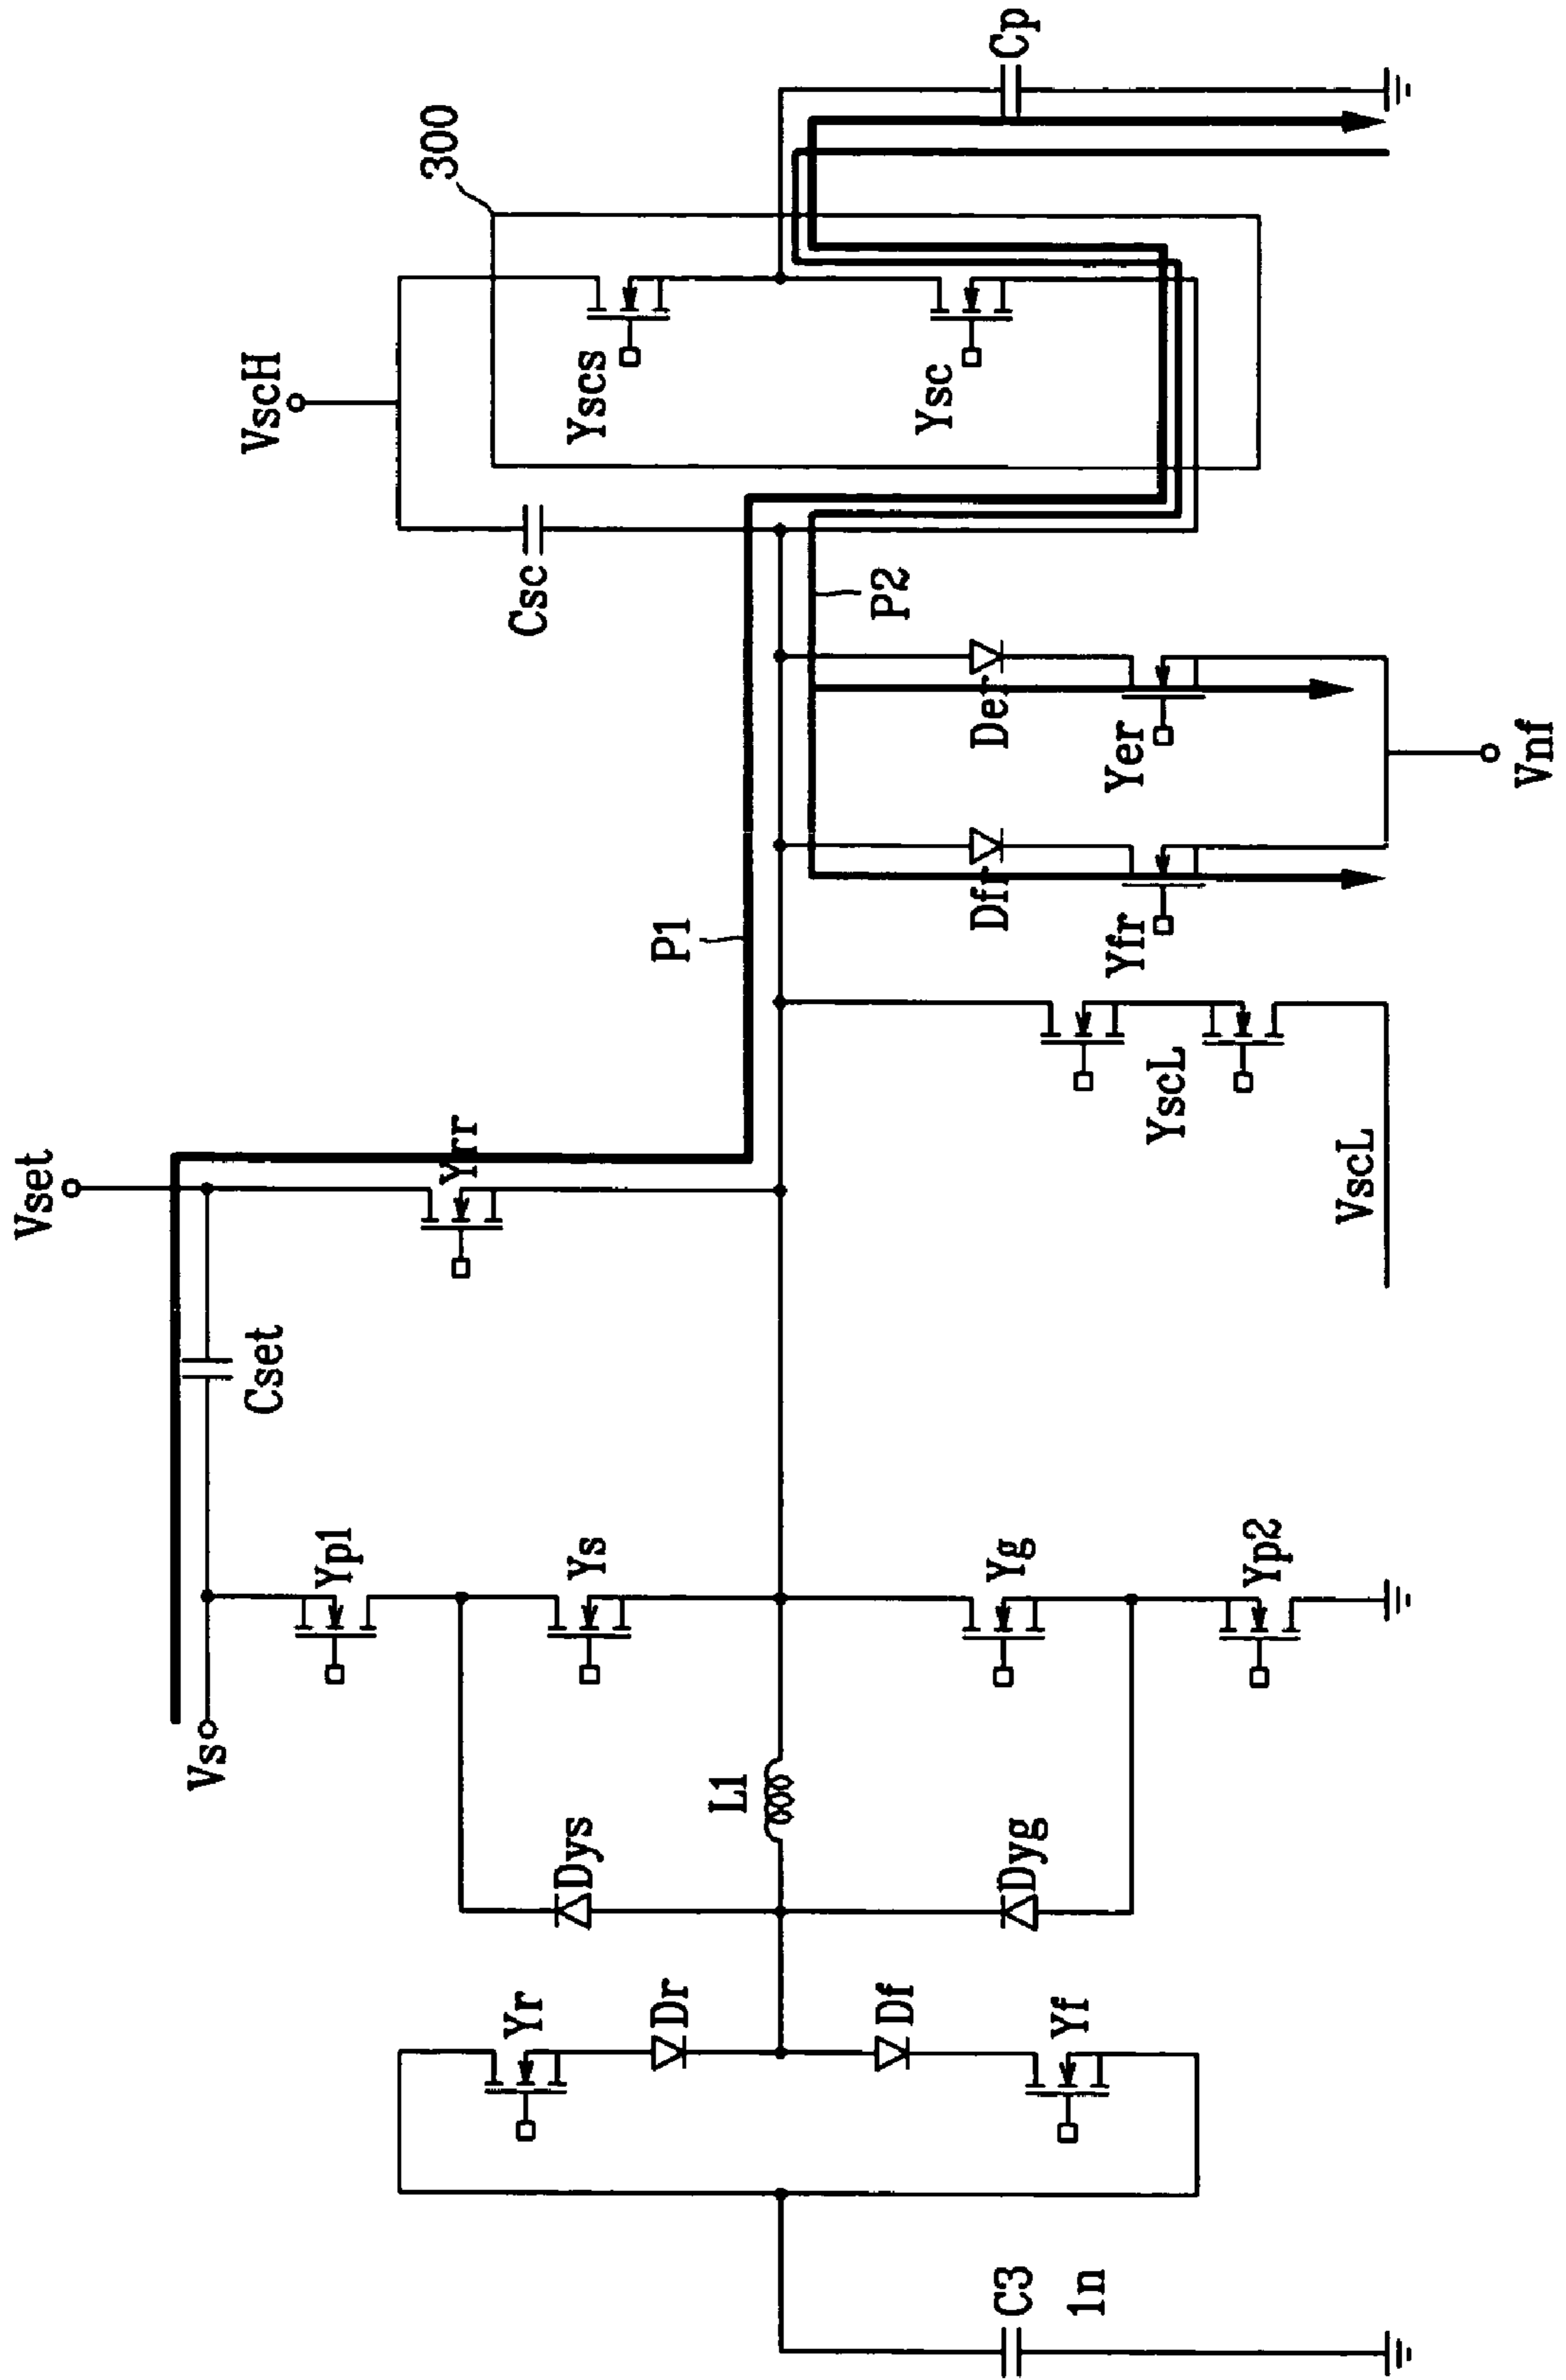 Vset
VscH
Vs
Cset
Yp1
Yrr
P1
Csc
300
Yscs
Cp
Yr
Dr
Dys
L1
Ys
Df
Yf
Dyg
Yg
Yp2
YscL
VscL
Dfr
Yfr
Der
Yer
P2
Ysc
Vnf
C3
1n